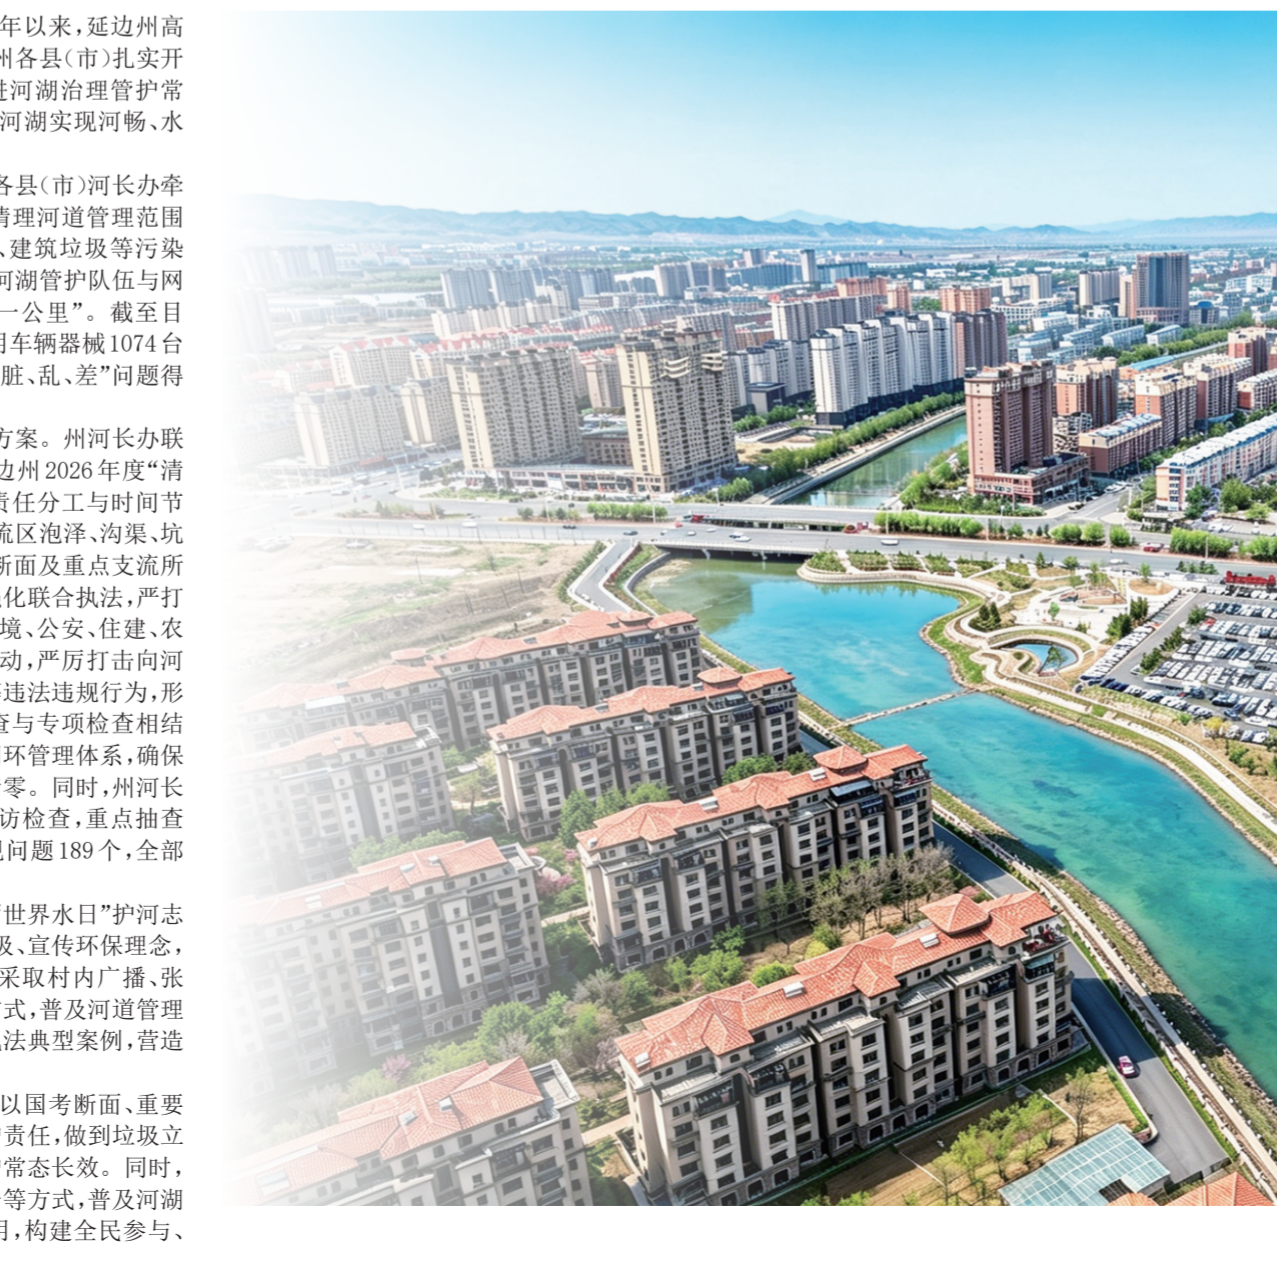 年以来，延边州高
州各县（市）扎实开
进河湖治理管护常
河湖实现河畅、水
各县（市）河长办牵
清理河道管理范围
、建筑垃圾等污染
河湖管护队伍与网
一公里”。截至目
用车辆器械1074台
脏、乱、差”问题得
方案。州河长办联
边州2026年度“清
责任分工与时间节
流区泡泽、沟渠、坑
断面及重点支流所
强化联合执法，严打
境、公安、住建、农
动，严厉打击向河
等违法违规行为，形
查与专项检查相结
闭环管理体系，确保
零。同时，州河长
访检查，重点抽查
现问题189个，全部
“世界水日”护河志
圾、宣传环保理念，
采取村内广播、张
方式，普及河道管理
执法典型案例，营造
以国考断面、重要
护责任，做到垃圾立
护常态长效。同时，
等方式，普及河湖
用，构建全民参与、